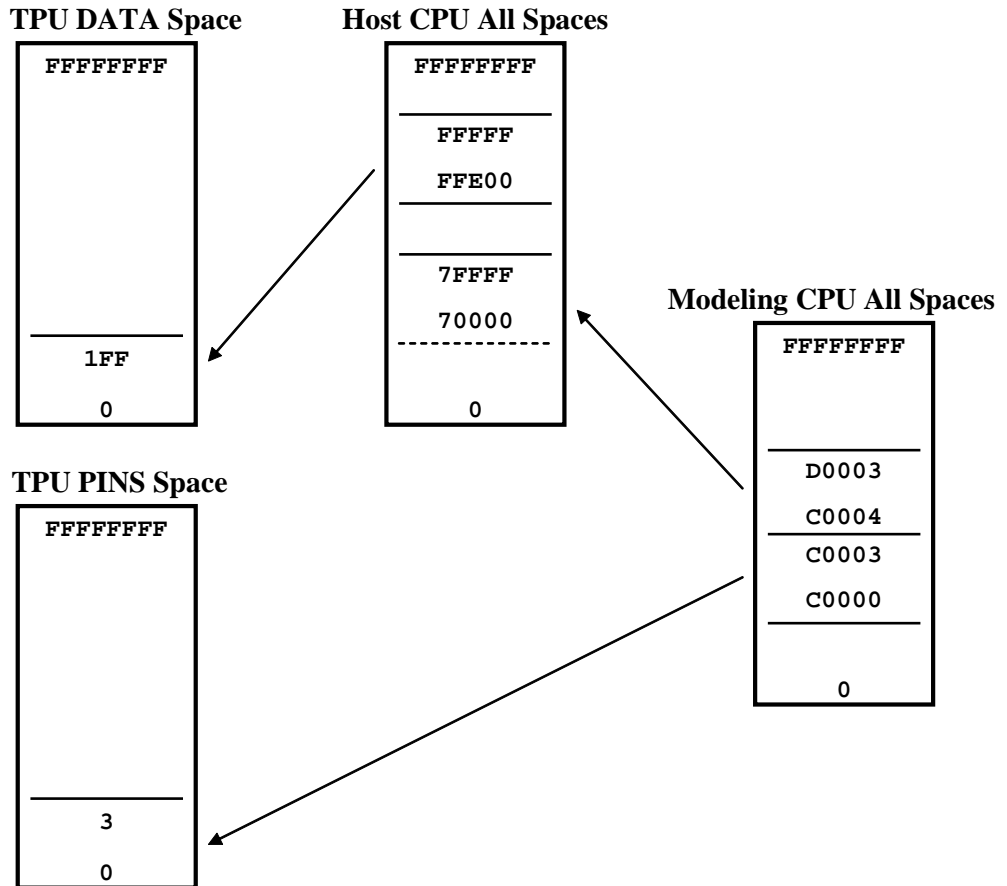 TPU DATA Space
FFFFFFFF
1FF
0
Host CPU All Spaces
FFFFFFFF
FFFFF
FFE00
7FFFF
70000
0
Modeling CPU All Spaces
FFFFFFFF
D0003
C0004
C0003
C0000
0
TPU PINS Space
FFFFFFFF
3
0